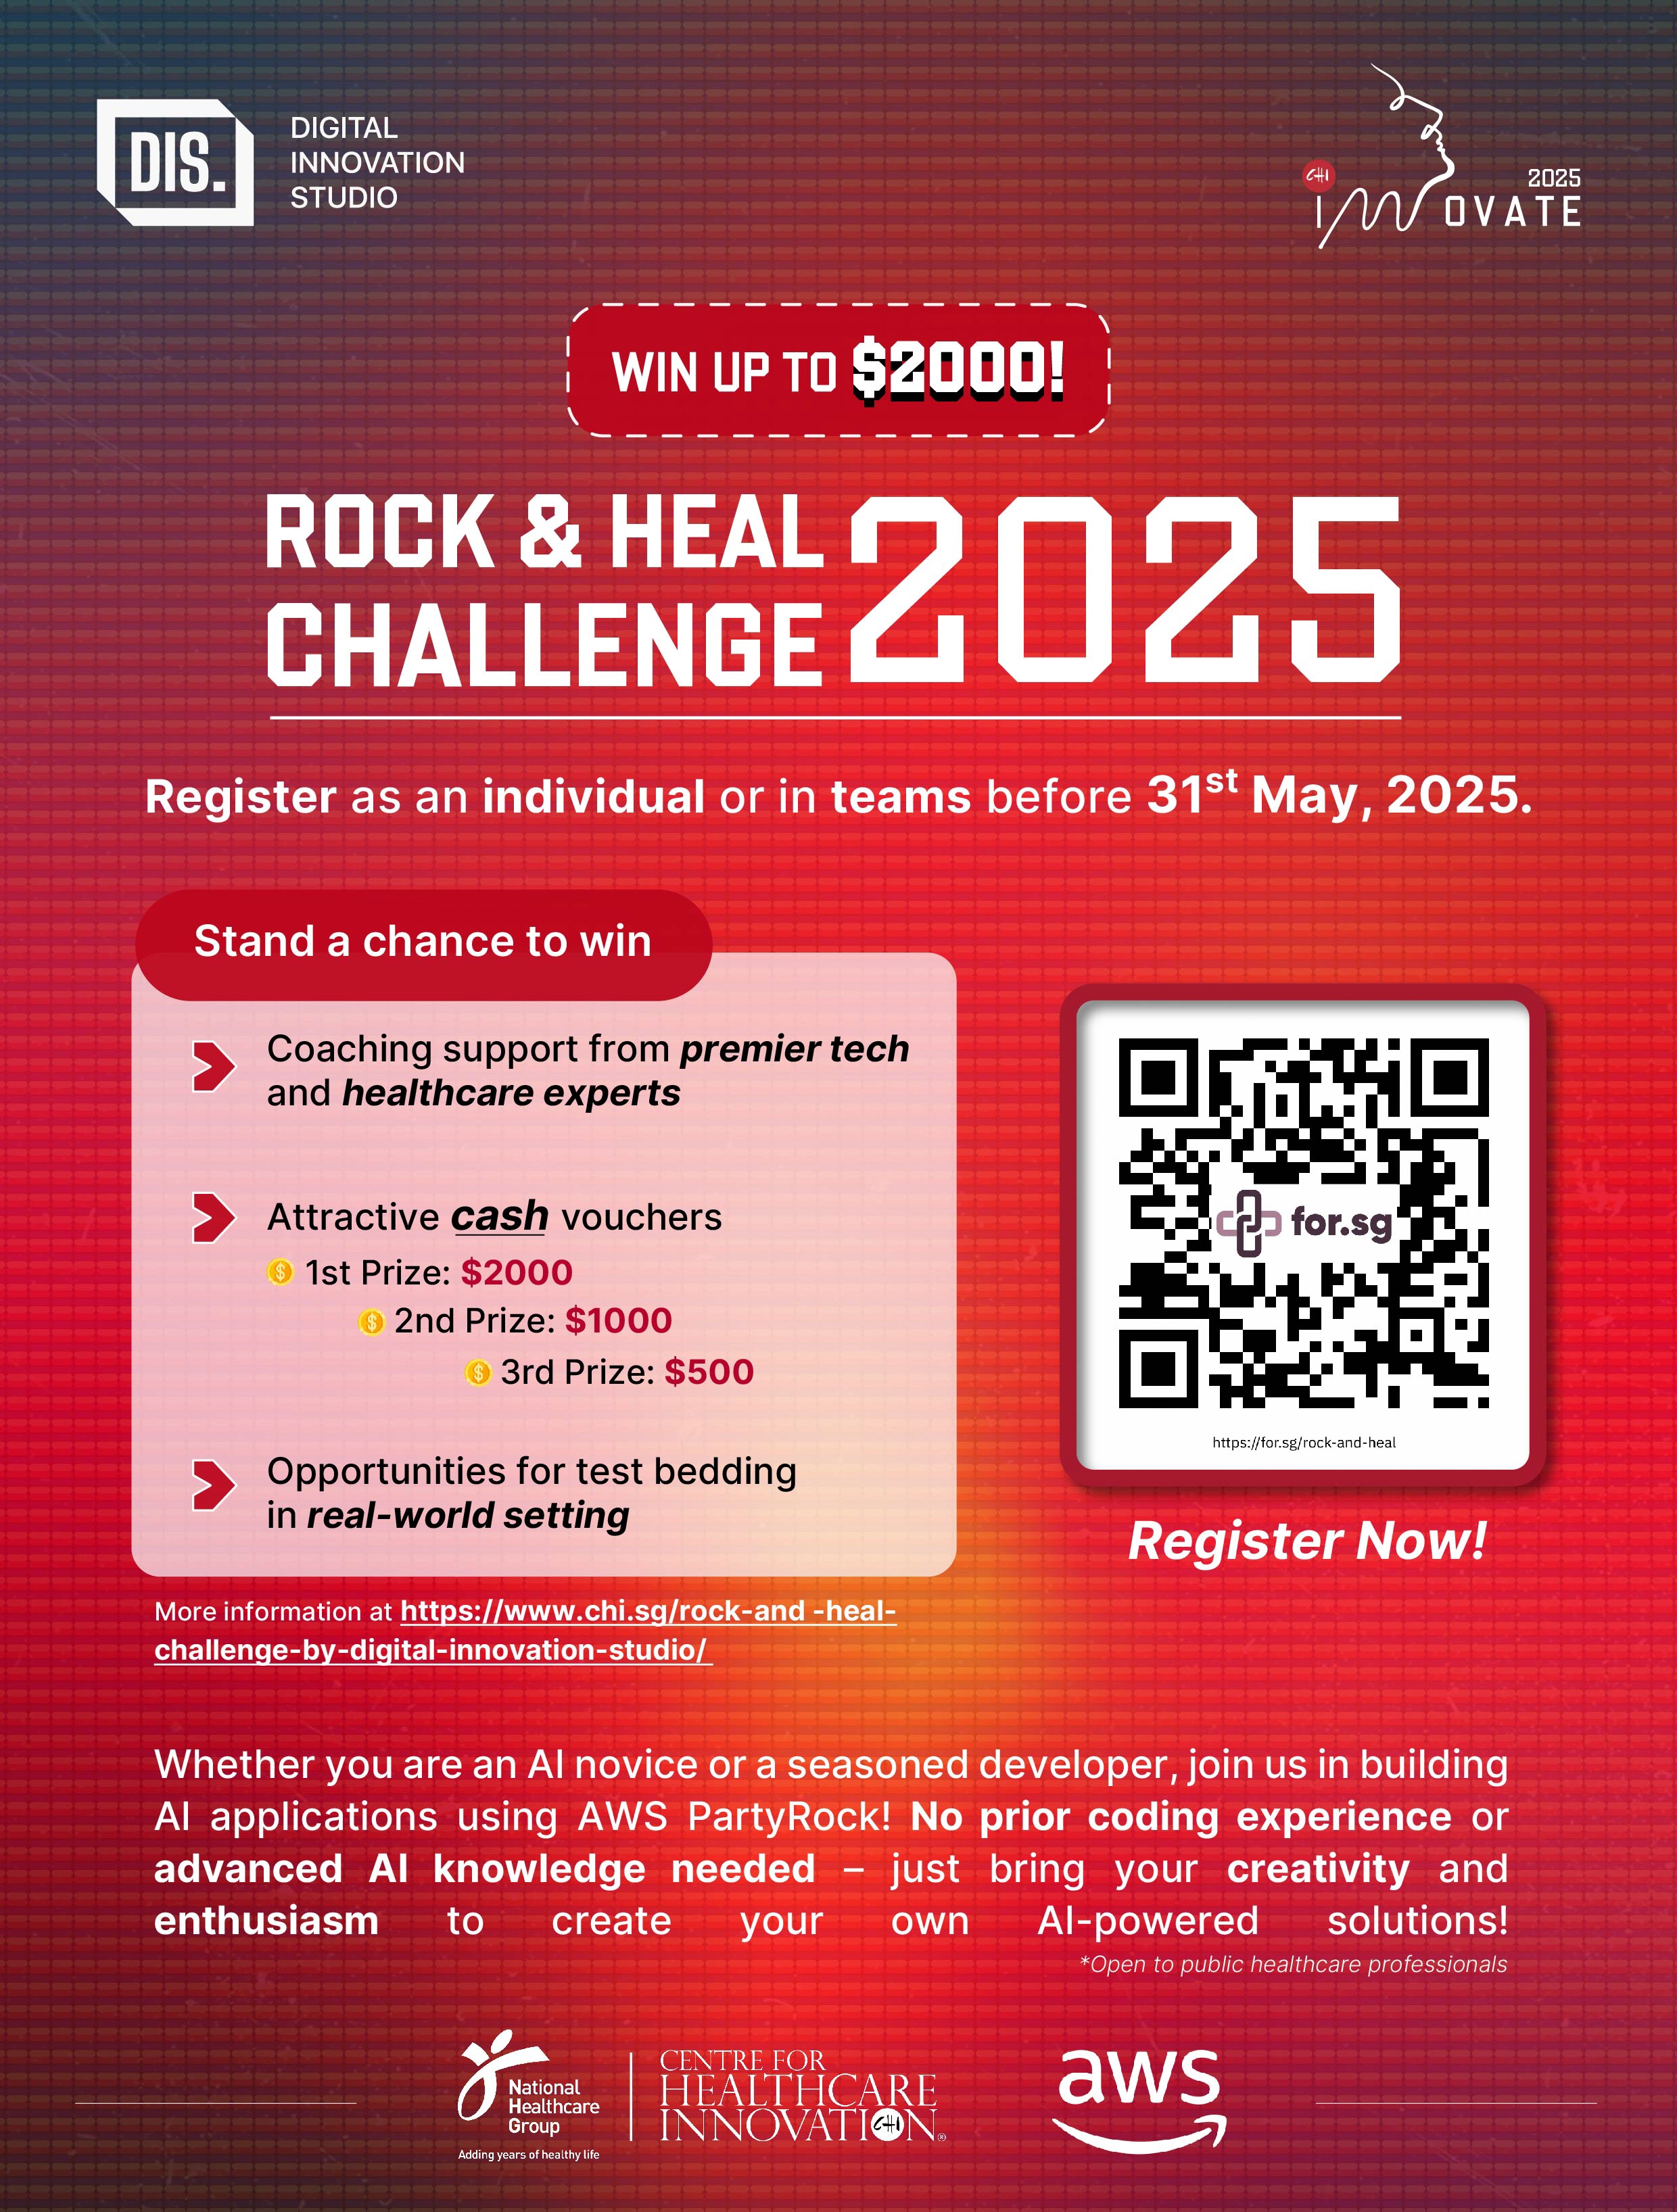 DIS.
DIGITAL
INNOVATION
STUDIO
CHI
INNOVATE
2025
WIN UP TO $2000!
ROCK & HEAL
CHALLENGE
2025
Register as an individual or in teams before 31st May, 2025.
Stand a chance to win
Coaching support from premier tech
and healthcare experts
Attractive cash vouchers
1st Prize: $2000
2nd Prize: $1000
3rd Prize: $500
Opportunities for test bedding
in real-world setting
for.sg
https://for.sg/rock-and-heal
Register Now!
More information at https://www.chi.sg/rock-and -heal-
challenge-by-digital-innovation-studio/
Whether you are an AI novice or a seasoned developer, join us in building
AI applications using AWS PartyRock! No prior coding experience or
advanced AI knowledge needed – just bring your creativity and
enthusiasm to create your own AI-powered solutions!
*Open to public healthcare professionals
National
Healthcare
Group
Adding years of healthy life
CENTRE FOR
HEALTHCARE
INNOVATION®
CHI
aws